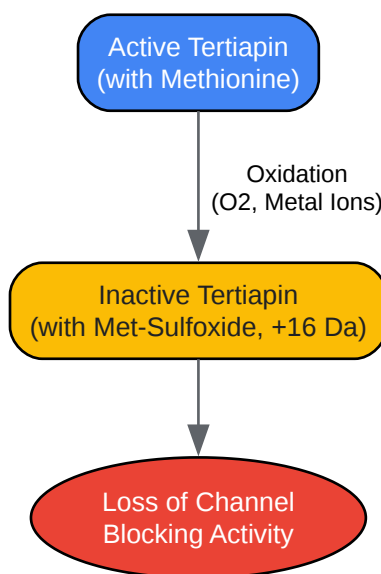 Active Tertiapin
(with Methionine)
Oxidation
(O2, Metal Ions)
Inactive Tertiapin
(with Met-Sulfoxide, +16 Da)
Loss of Channel
Blocking Activity